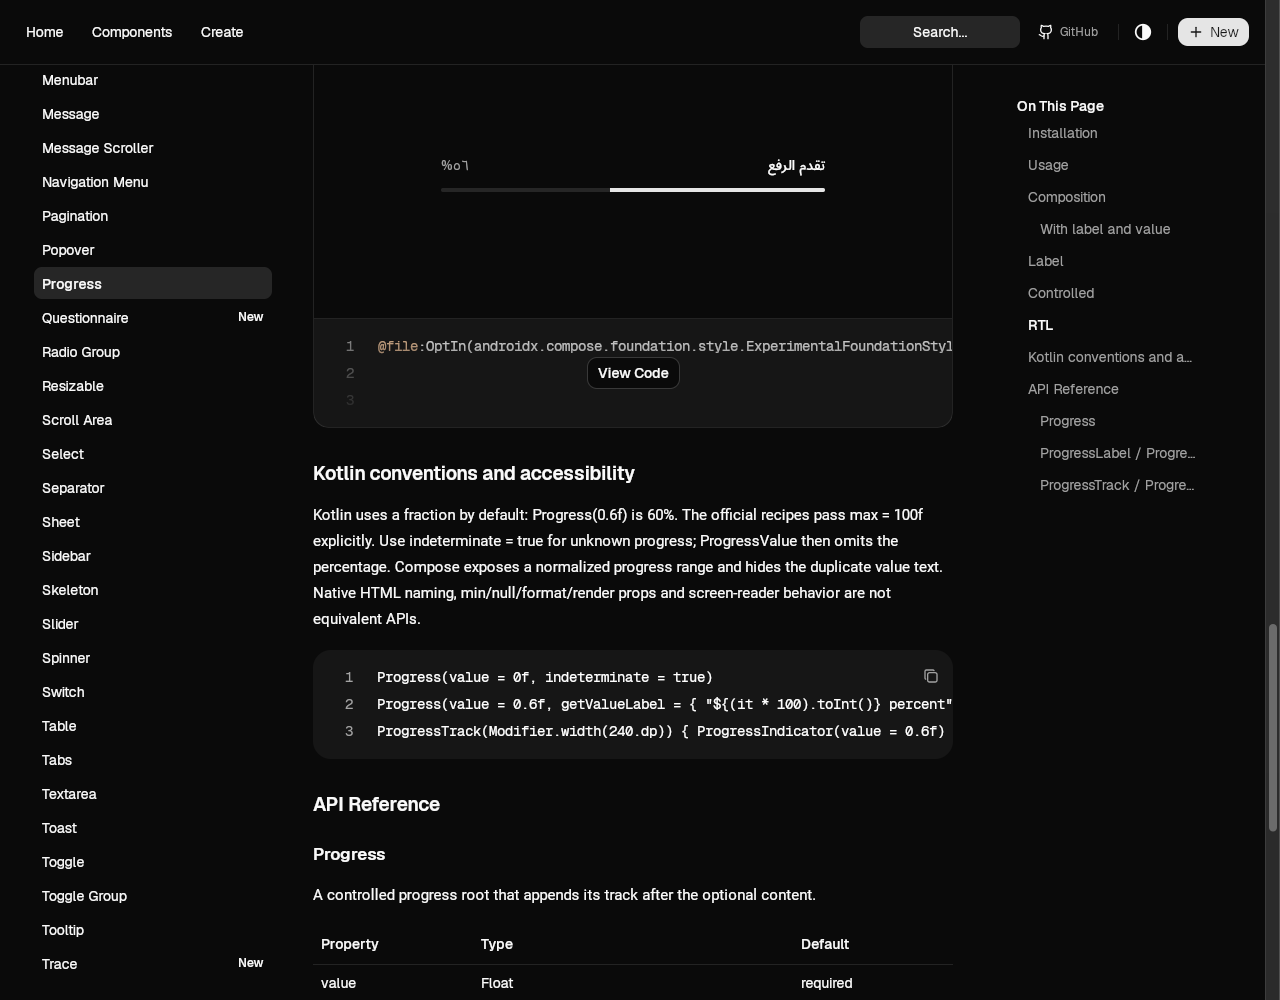 Home
Components
Create
Search...
GitHub
New
Menubar
Message
Message Scroller
Navigation Menu
Pagination
Popover
Progress
Questionnaire New
Radio Group
Resizable
Scroll Area
Select
Separator
Sheet
Sidebar
Skeleton
Slider
Spinner
Switch
Table
Tabs
Textarea
Toast
Toggle
Toggle Group
Tooltip
Trace New
تقدم الرفع
%٥٦
1 @file:OptIn(androidx.compose.foundation.style.ExperimentalFoundationStyl
2
3
View Code
Kotlin conventions and accessibility
Kotlin uses a fraction by default: Progress(0.6f) is 60%. The official recipes pass max = 100f
explicitly. Use indeterminate = true for unknown progress; ProgressValue then omits the
percentage. Compose exposes a normalized progress range and hides the duplicate value text.
Native HTML naming, min/null/format/render props and screen-reader behavior are not
equivalent APIs.
1 Progress(value = 0f, indeterminate = true)
2 Progress(value = 0.6f, getValueLabel = { "${(it * 100).toInt()} percent"
3 ProgressTrack(Modifier.width(240.dp)) { ProgressIndicator(value = 0.6f)
API Reference
Progress
A controlled progress root that appends its track after the optional content.
Property Type Default
value Float required
On This Page
Installation
Usage
Composition
With label and value
Label
Controlled
RTL
Kotlin conventions and a...
API Reference
Progress
ProgressLabel / Progre...
ProgressTrack / Progre...